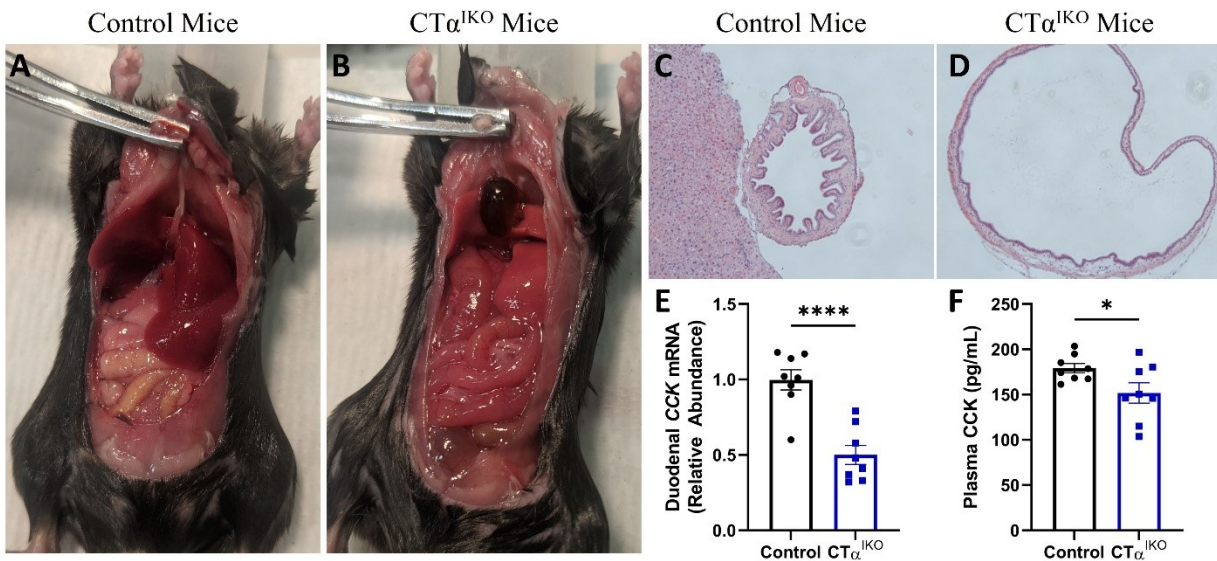 Control Mice
CTα^IKO Mice
Control Mice
CTα^IKO Mice
A
B
C
D
E
Duodenal CCK mRNA
(Relative Abundance)
1.5
1.0
0.5
0.0
****
Control CTα^IKO
F
Plasma CCK (pg/mL)
250
200
150
100
50
0
*
Control CTα^IKO